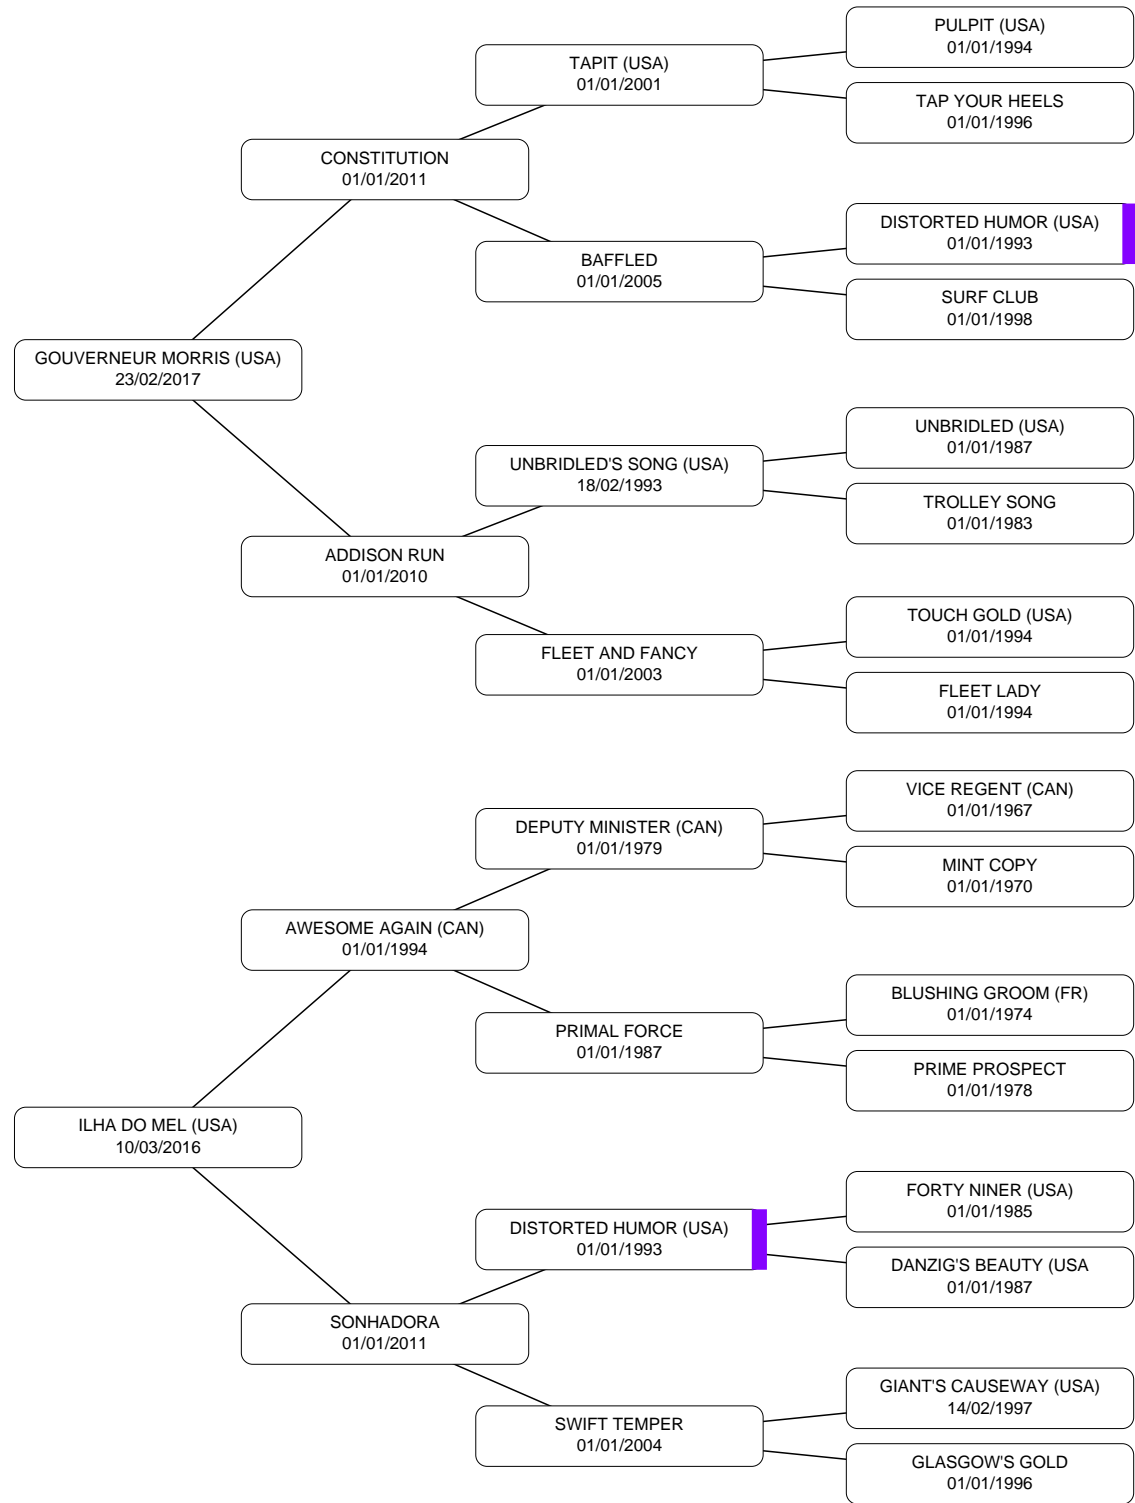 PULPIT (USA)
01/01/1994
TAPIT (USA)
01/01/2001
TAP YOUR HEELS
01/01/1996
CONSTITUTION
01/01/2011
DISTORTED HUMOR (USA)
01/01/1993
BAFFLED
01/01/2005
SURF CLUB
01/01/1998
GOUVERNEUR MORRIS (USA)
23/02/2017
UNBRIDLED (USA)
01/01/1987
UNBRIDLED'S SONG (USA)
18/02/1993
TROLLEY SONG
01/01/1983
ADDISON RUN
01/01/2010
TOUCH GOLD (USA)
01/01/1994
FLEET AND FANCY
01/01/2003
FLEET LADY
01/01/1994
VICE REGENT (CAN)
01/01/1967
DEPUTY MINISTER (CAN)
01/01/1979
MINT COPY
01/01/1970
AWESOME AGAIN (CAN)
01/01/1994
BLUSHING GROOM (FR)
01/01/1974
PRIMAL FORCE
01/01/1987
PRIME PROSPECT
01/01/1978
ILHA DO MEL (USA)
10/03/2016
FORTY NINER (USA)
01/01/1985
DISTORTED HUMOR (USA)
01/01/1993
DANZIG'S BEAUTY (USA
01/01/1987
SONHADORA
01/01/2011
GIANT'S CAUSEWAY (USA)
14/02/1997
SWIFT TEMPER
01/01/2004
GLASGOW'S GOLD
01/01/1996